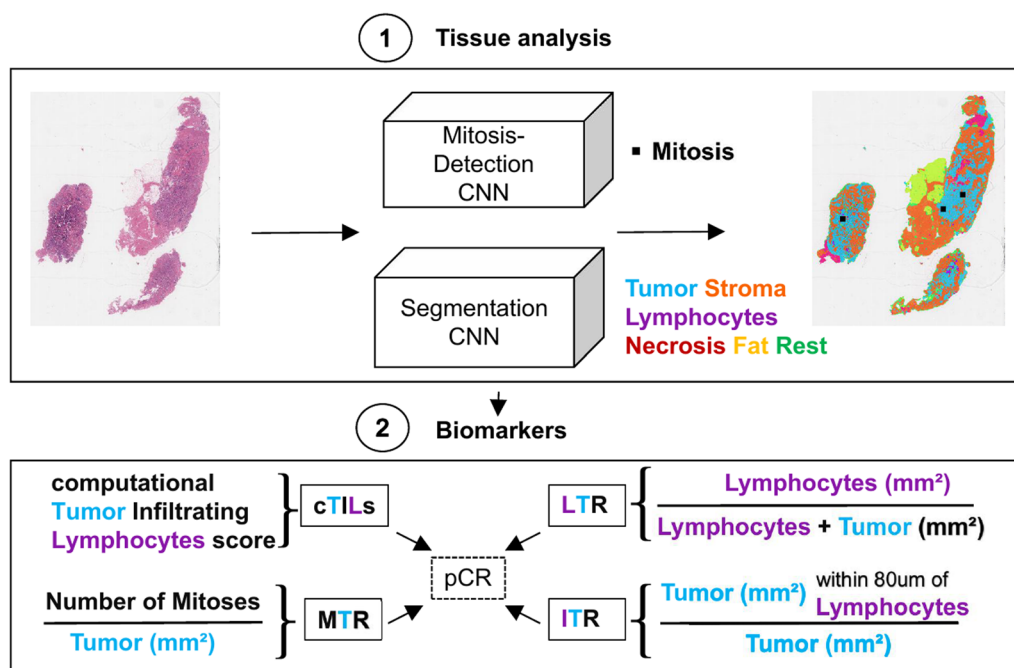 1 Tissue analysis
Mitosis-
Detection
CNN
Mitosis
Segmentation
CNN
Tumor Stroma
Lymphocytes
Necrosis Fat Rest
2 Biomarkers
computational
Tumor Infiltrating
Lymphocytes score
cTILs
LTR
Lymphocytes (mm²)
Lymphocytes + Tumor (mm²)
pCR
Number of Mitoses
Tumor (mm²)
MTR
ITR
Tumor (mm²) within 80um of
Lymphocytes
Tumor (mm²)